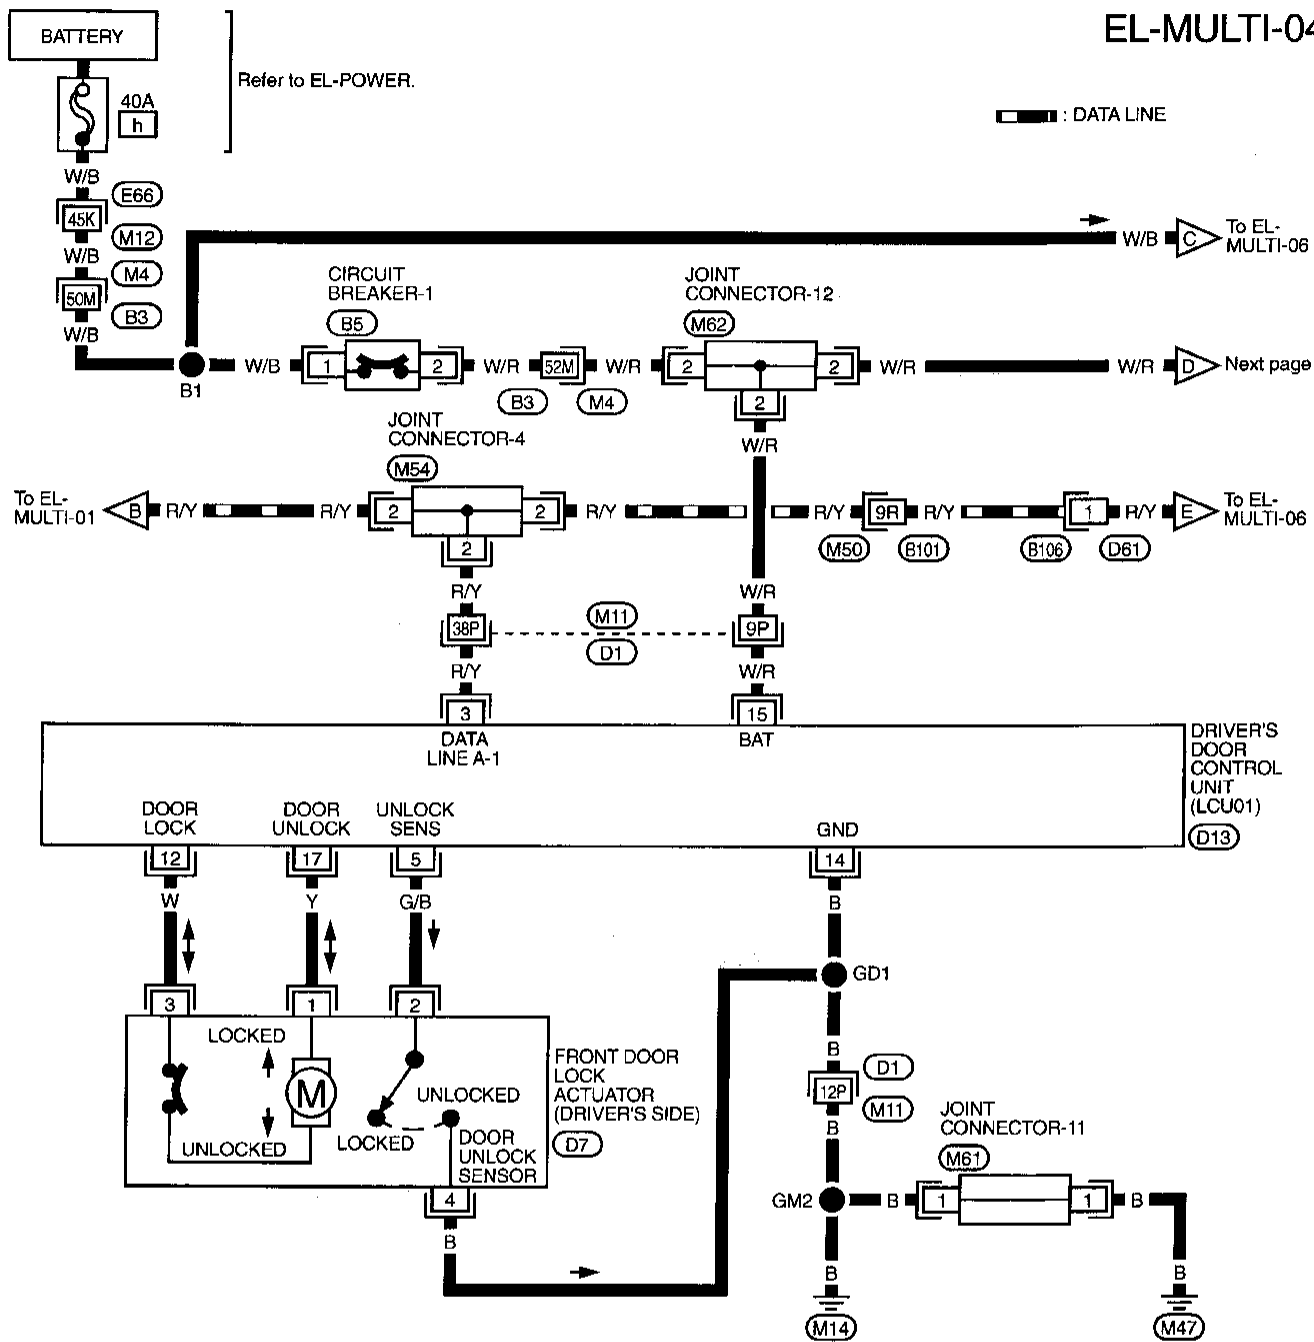 EL-MULTI-04
BATTERY
Refer to EL-POWER.
40A
h
: DATA LINE
W/B
E66
45K
M12
W/B
M4
50M
B3
W/B
W/B
C
To EL-
MULTI-06
CIRCUIT
BREAKER-1
B5
JOINT
CONNECTOR-12
M62
B1
W/B
1
2
W/R
52M
W/R
2
2
W/R
W/R
D
Next page
B3
M4
2
W/R
JOINT
CONNECTOR-4
M54
To EL-
MULTI-01
B
R/Y
R/Y
2
2
R/Y
R/Y
9R
R/Y
1
R/Y
E
To EL-
MULTI-06
M50
B101
B106
D61
2
R/Y
W/R
38P
M11
D1
9P
R/Y
W/R
3
15
DATA
LINE A-1
BAT
DRIVER'S
DOOR
CONTROL
UNIT
(LCU01)
D13
DOOR
LOCK
DOOR
UNLOCK
UNLOCK
SENS
GND
12
17
5
14
W
Y
G/B
B
GD1
3
1
2
LOCKED
M
UNLOCKED
UNLOCKED
LOCKED
DOOR
UNLOCK
SENSOR
FRONT DOOR
LOCK
ACTUATOR
(DRIVER'S SIDE)
D7
4
B
B
D1
12P
M11
B
JOINT
CONNECTOR-11
M61
GM2
B
1
1
B
B
B
M14
M47